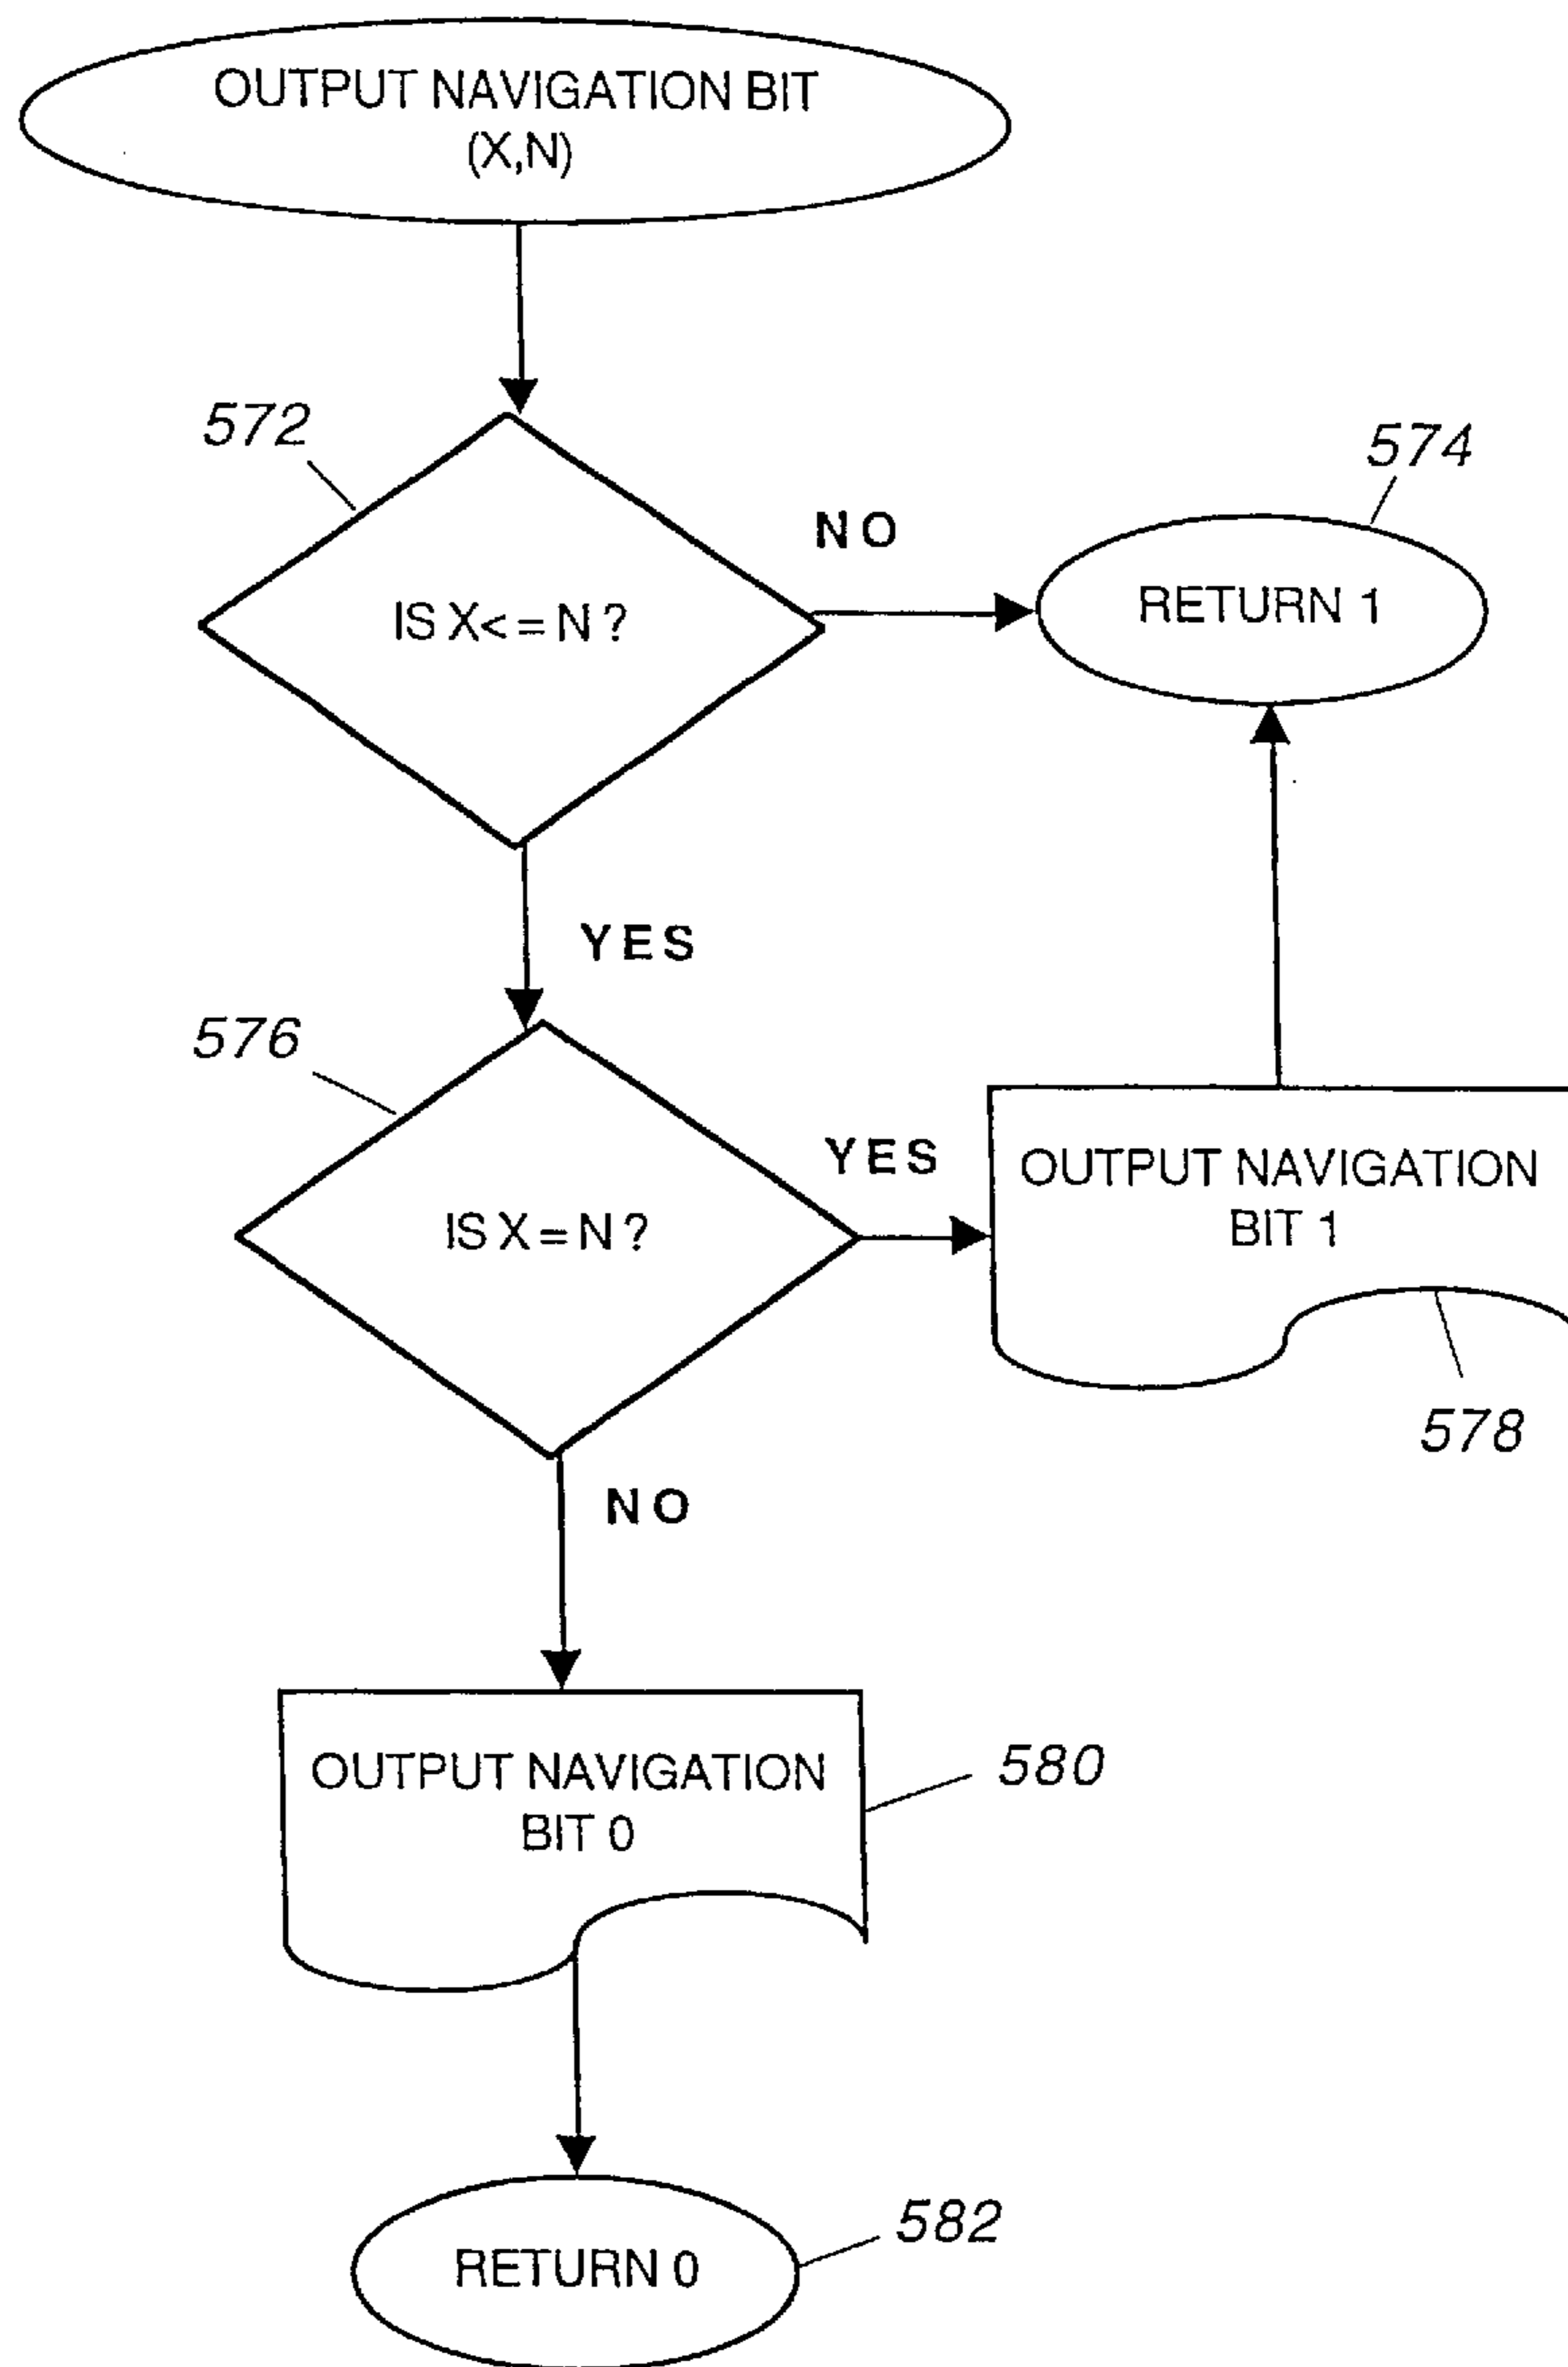 OUTPUT NAVIGATION BIT
(X,N)
572
574
NO
IS X<=N?
RETURN 1
YES
576
YES
OUTPUT NAVIGATION
BIT 1
IS X=N?
578
NO
OUTPUT NAVIGATION
BIT 0
580
582
RETURN 0